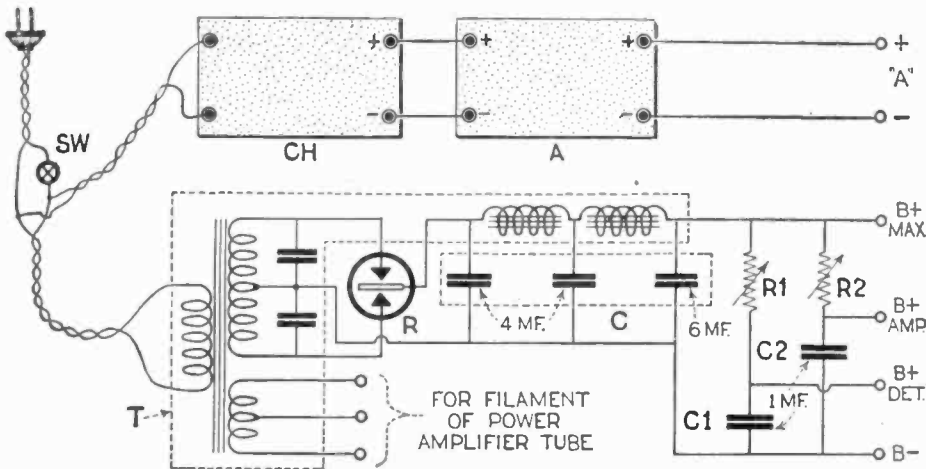 + + + + +
"A"
- - - - -
CH
A
SW
B+
MAX.
R1
R2
R
4 MF.
C
6 MF.
B+
AMP.
C2
B+
DET.
1 MF.
C1
T
FOR FILAMENT
OF POWER
AMPLIFIER TUBE
B-